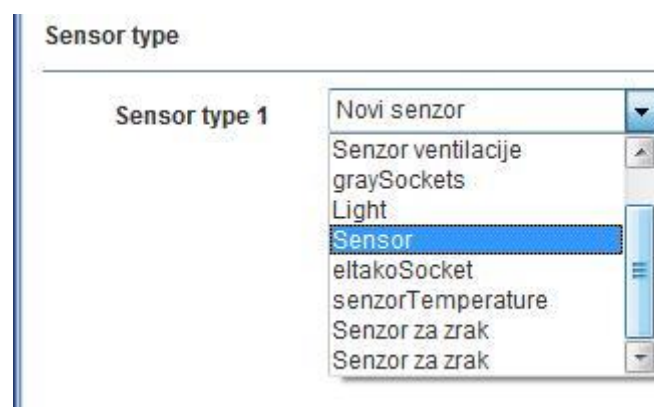 Sensor type
Sensor type 1
Novi senzor
Senzor ventilacije
graySockets
Light
Sensor
eltakoSocket
senzorTemperature
Senzor za zrak
Senzor za zrak